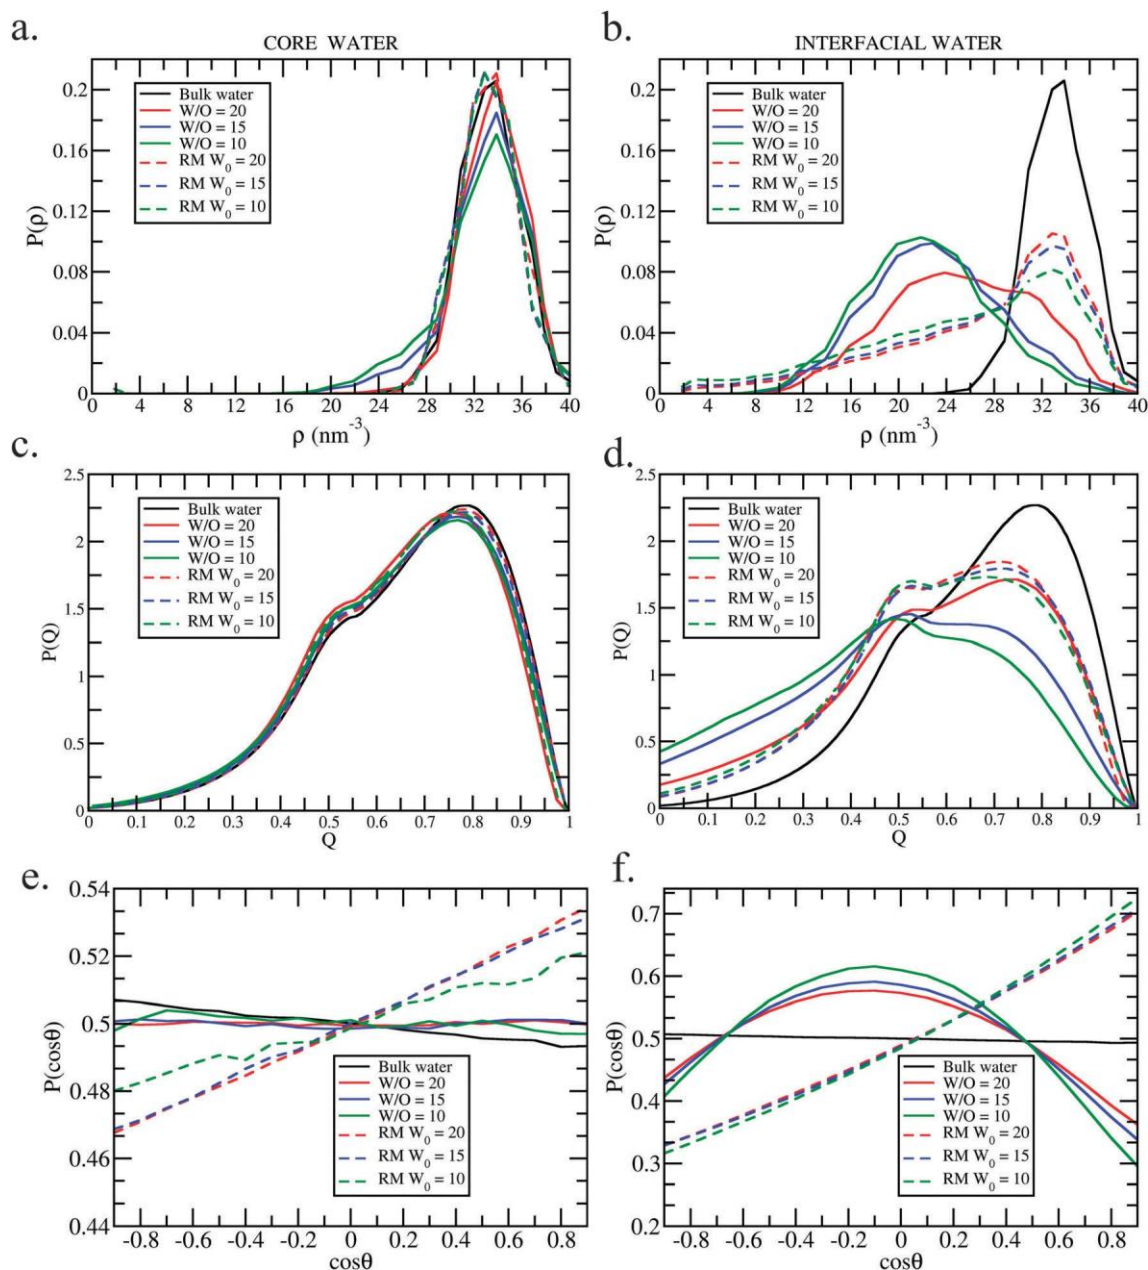 a.
CORE WATER
0.2
0.16
0.12
0.08
0.04
0
P(ρ)
Bulk water
W/O = 20
W/O = 15
W/O = 10
RM W0 = 20
RM W0 = 15
RM W0 = 10
0 4 8 12 16 20 24 28 32 36 40
ρ (nm-3)
b.
INTERFACIAL WATER
0.2
0.16
0.12
0.08
0.04
0
P(ρ)
Bulk water
W/O = 20
W/O = 15
W/O = 10
RM W0 = 20
RM W0 = 15
RM W0 = 10
0 4 8 12 16 20 24 28 32 36 40
ρ (nm-3)
c.
2.5
2
1.5
1
0.5
0
P(Q)
Bulk water
W/O = 20
W/O = 15
W/O = 10
RM W0 = 20
RM W0 = 15
RM W0 = 10
0 0.1 0.2 0.3 0.4 0.5 0.6 0.7 0.8 0.9 1
Q
d.
2.5
2
1.5
1
0.5
0
P(Q)
Bulk water
W/O = 20
W/O = 15
W/O = 10
RM W0 = 20
RM W0 = 15
RM W0 = 10
0 0.1 0.2 0.3 0.4 0.5 0.6 0.7 0.8 0.9 1
Q
e.
0.54
0.52
0.5
0.48
0.46
0.44
P(cosθ)
Bulk water
W/O = 20
W/O = 15
W/O = 10
RM W0 = 20
RM W0 = 15
RM W0 = 10
-0.8 -0.6 -0.4 -0.2 0 0.2 0.4 0.6 0.8
cosθ
f.
0.7
0.6
0.5
0.4
0.3
0.2
P(cosθ)
Bulk water
W/O = 20
W/O = 15
W/O = 10
RM W0 = 20
RM W0 = 15
RM W0 = 10
-0.8 -0.6 -0.4 -0.2 0 0.2 0.4 0.6 0.8
cosθ